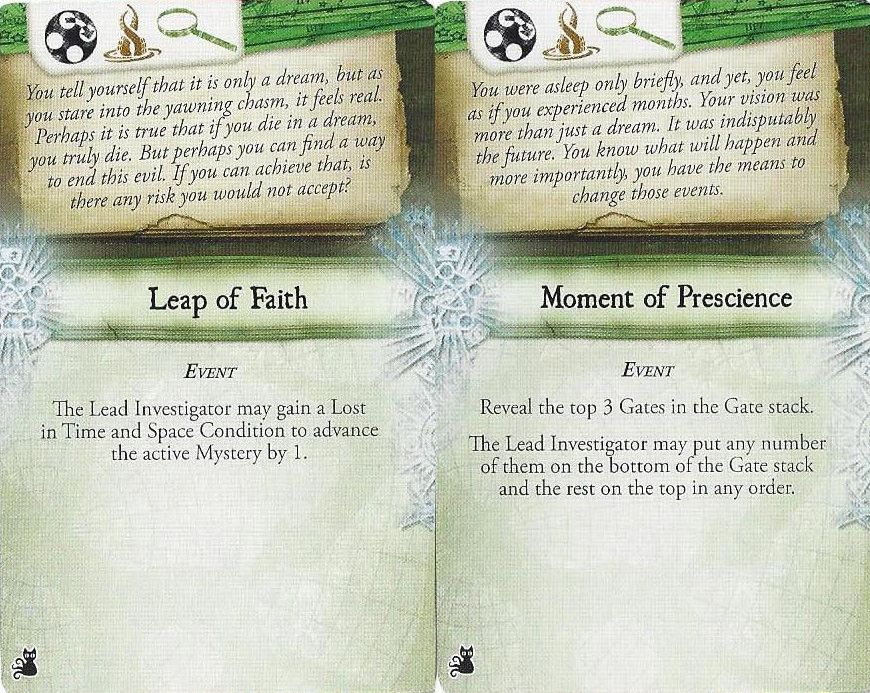 You tell yourself that it is only a dream, but as
you stare into the yawning chasm, it feels real.
Perhaps it is true that if you die in a dream,
you truly die. But perhaps you can find a way
to end this evil. If you can achieve that, is
there any risk you would not accept?
Leap of Faith
Event
The Lead Investigator may gain a Lost
in Time and Space Condition to advance
the active Mystery by 1.
You were asleep only briefly, and yet, you feel
as if you experienced months. Your vision was
more than just a dream. It was indisputably
the future. You know what will happen and
more importantly, you have the means to
change those events.
Moment of Prescience
Event
Reveal the top 3 Gates in the Gate stack.
The Lead Investigator may put any number
of them on the bottom of the Gate stack
and the rest on the top in any order.